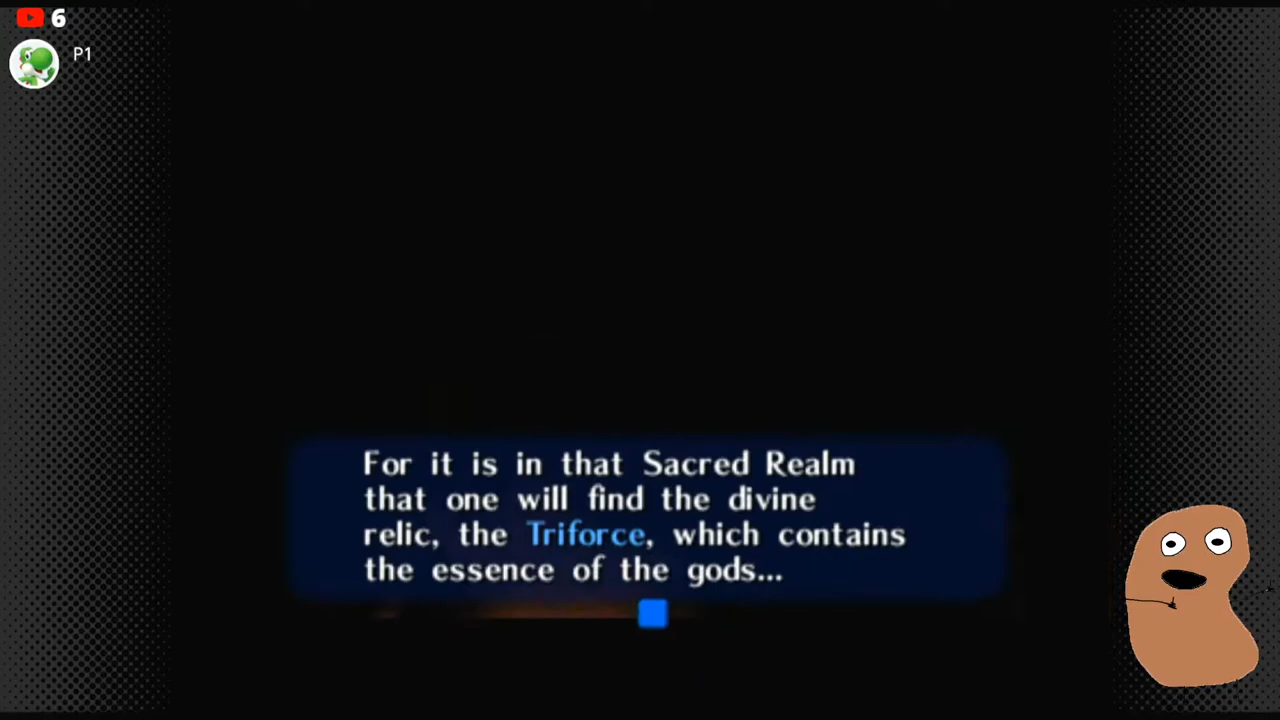 6
P1
For it is in that Sacred Realm
that one will find the divine
relic, the Triforce, which contains
the essence of the gods...